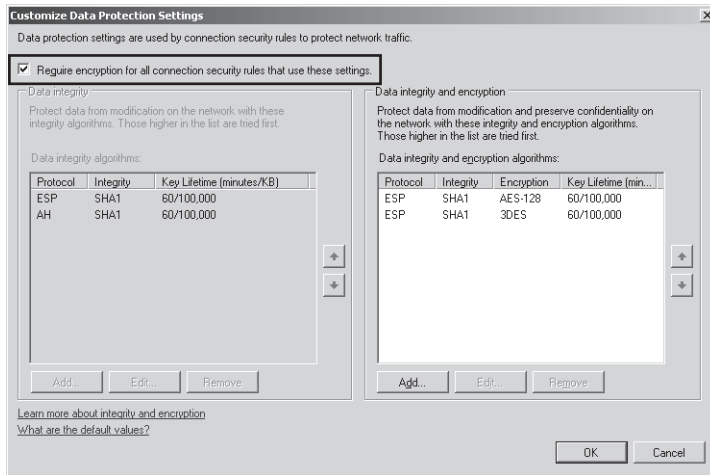 Customize Data Protection Settings
Data protection settings are used by connection security rules to protect network traffic.
Require encryption for all connection security rules that use these settings.
Data integrity
Protect data from modification on the network with these
integrity algorithms. Those higher in the list are tried first.
Data integrity algorithms:
Protocol Integrity Key Lifetime (minutes/KB)
ESP SHA1 60/100,000
AH SHA1 60/100,000
Add... Edit... Remove
Data integrity and encryption
Protect data from modification and preserve confidentiality on
the network with these integrity and encryption algorithms.
Those higher in the list are tried first.
Data integrity and encryption algorithms:
Protocol Integrity Encryption Key Lifetime (min...
ESP SHA1 AES-128 60/100,000
ESP SHA1 3DES 60/100,000
Add... Edit... Remove
Learn more about integrity and encryption
What are the default values?
OK Cancel